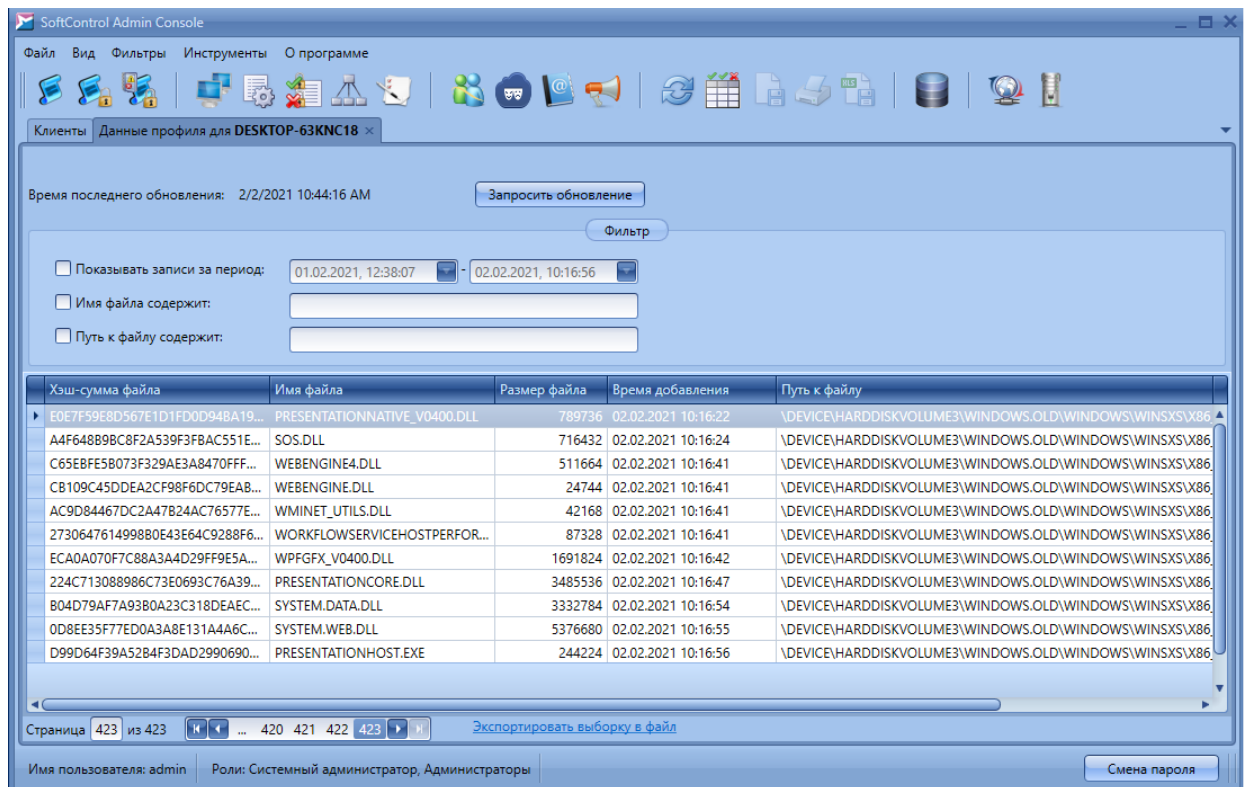 SoftControl Admin Console
Файл Вид Фильтры Инструменты О программе
Клиенты Данные профиля для DESKTOP-63KNC18
Время последнего обновления: 2/2/2021 10:44:16 AM Запросить обновление
Фильтр
Показывать записи за период: 01.02.2021, 12:38:07 - 02.02.2021, 10:16:56
Имя файла содержит:
Путь к файлу содержит:
Хэш-сумма файла Имя файла Размер файла Время добавления Путь к файлу
E0E7F59E8D567E1D1FD0D94BA19... PRESENTATIONNATIVE_V0400.DLL 789736 02.02.2021 10:16:22 \DEVICE\HARDDISKVOLUME3\WINDOWS.OLD\WINDOWS\WINSXS\X86_
A4F648B9BC8F2A539F3FBAC551E... SOS.DLL 716432 02.02.2021 10:16:24 \DEVICE\HARDDISKVOLUME3\WINDOWS.OLD\WINDOWS\WINSXS\X86_
C65EBFE5B073F329AE3A8470FFF... WEBENGINE4.DLL 511664 02.02.2021 10:16:41 \DEVICE\HARDDISKVOLUME3\WINDOWS.OLD\WINDOWS\WINSXS\X86_
CB109C45DDEA2CF98F6DC79EAB... WEBENGINE.DLL 24744 02.02.2021 10:16:41 \DEVICE\HARDDISKVOLUME3\WINDOWS.OLD\WINDOWS\WINSXS\X86_
AC9D84467DC2A47B24AC76577E... WMINET_UTILS.DLL 42168 02.02.2021 10:16:41 \DEVICE\HARDDISKVOLUME3\WINDOWS.OLD\WINDOWS\WINSXS\X86_
2730647614998B0E43E64C9288F6... WORKFLOWSERVICEHOSTPERFOR... 87328 02.02.2021 10:16:41 \DEVICE\HARDDISKVOLUME3\WINDOWS.OLD\WINDOWS\WINSXS\X86_
ECA0A070F7C88A3A4D29FF9E5A... WPFGFX_V0400.DLL 1691824 02.02.2021 10:16:42 \DEVICE\HARDDISKVOLUME3\WINDOWS.OLD\WINDOWS\WINSXS\X86_
224C713088986C73E0693C76A39... PRESENTATIONCORE.DLL 3485536 02.02.2021 10:16:47 \DEVICE\HARDDISKVOLUME3\WINDOWS.OLD\WINDOWS\WINSXS\X86_
B04D79AF7A93B0A23C318DEAEC... SYSTEM.DATA.DLL 3332784 02.02.2021 10:16:54 \DEVICE\HARDDISKVOLUME3\WINDOWS.OLD\WINDOWS\WINSXS\X86_
0D8EE35F77ED0A3A8E131A4A6C... SYSTEM.WEB.DLL 5376680 02.02.2021 10:16:55 \DEVICE\HARDDISKVOLUME3\WINDOWS.OLD\WINDOWS\WINSXS\X86_
D99D64F39A52B4F3DAD2990690... PRESENTATIONHOST.EXE 244224 02.02.2021 10:16:56 \DEVICE\HARDDISKVOLUME3\WINDOWS.OLD\WINDOWS\WINSXS\X86_
Страница 423 из 423 ... 420 421 422 423 Экспортировать выборку в файл
Имя пользователя: admin Роли: Системный администратор, Администраторы Смена пароля